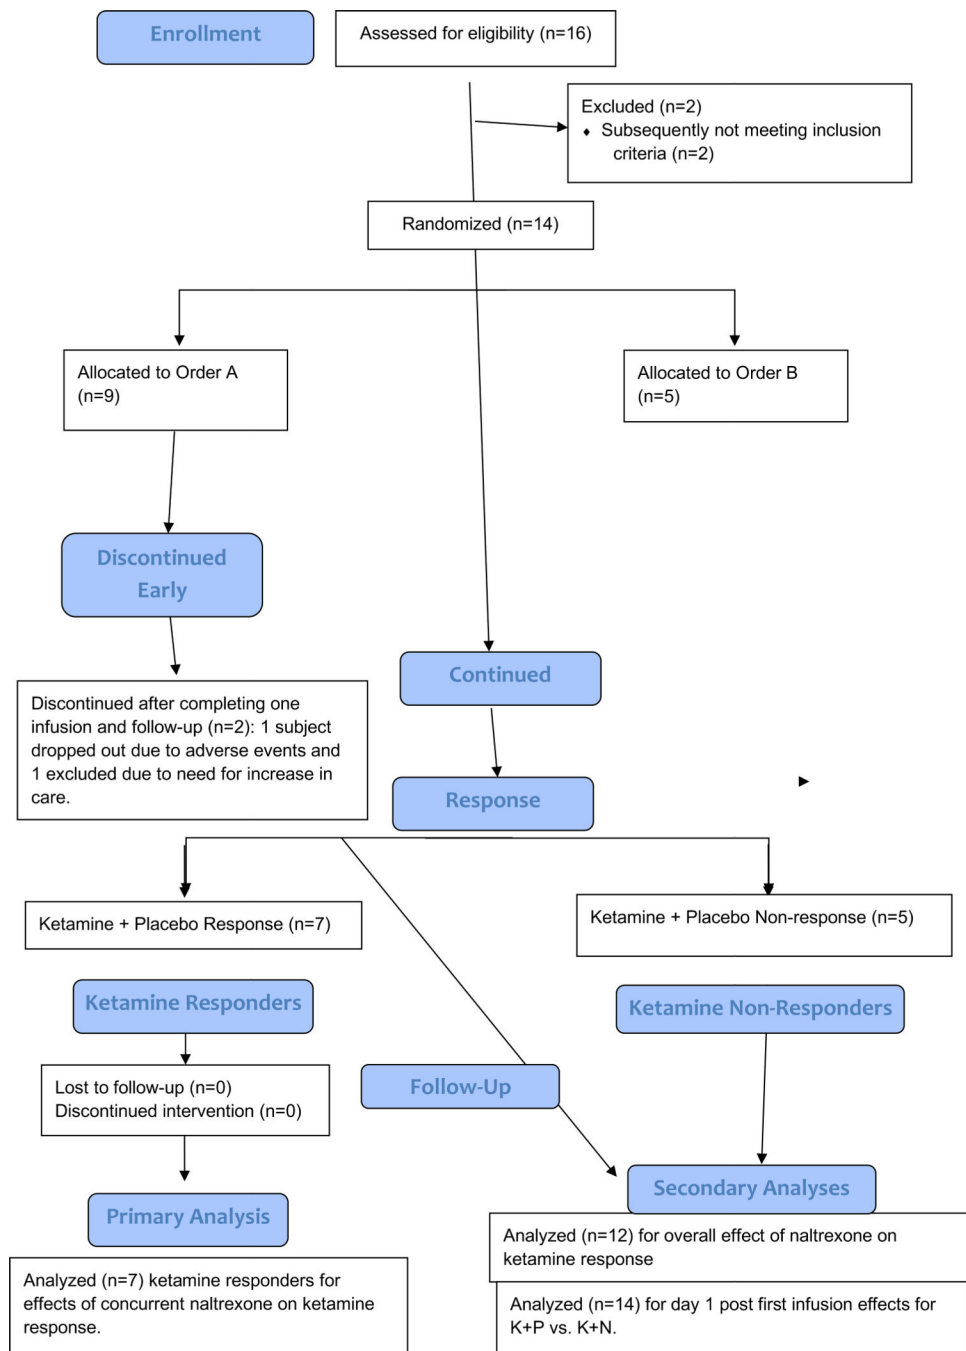 Enrollment
Assessed for eligibility (n=16)
Excluded (n=2)
♦ Subsequently not meeting inclusion
criteria (n=2)
Randomized (n=14)
Allocated to Order A
(n=9)
Allocated to Order B
(n=5)
Discontinued
Early
Continued
Discontinued after completing one
infusion and follow-up (n=2): 1 subject
dropped out due to adverse events and
1 excluded due to need for increase in
care.
Response
Ketamine + Placebo Response (n=7)
Ketamine + Placebo Non-response (n=5)
Ketamine Responders
Ketamine Non-Responders
Lost to follow-up (n=0)
Discontinued intervention (n=0)
Follow-Up
Primary Analysis
Secondary Analyses
Analyzed (n=7) ketamine responders for
effects of concurrent naltrexone on ketamine
response.
Analyzed (n=12) for overall effect of naltrexone on
ketamine response
Analyzed (n=14) for day 1 post first infusion effects for
K+P vs. K+N.